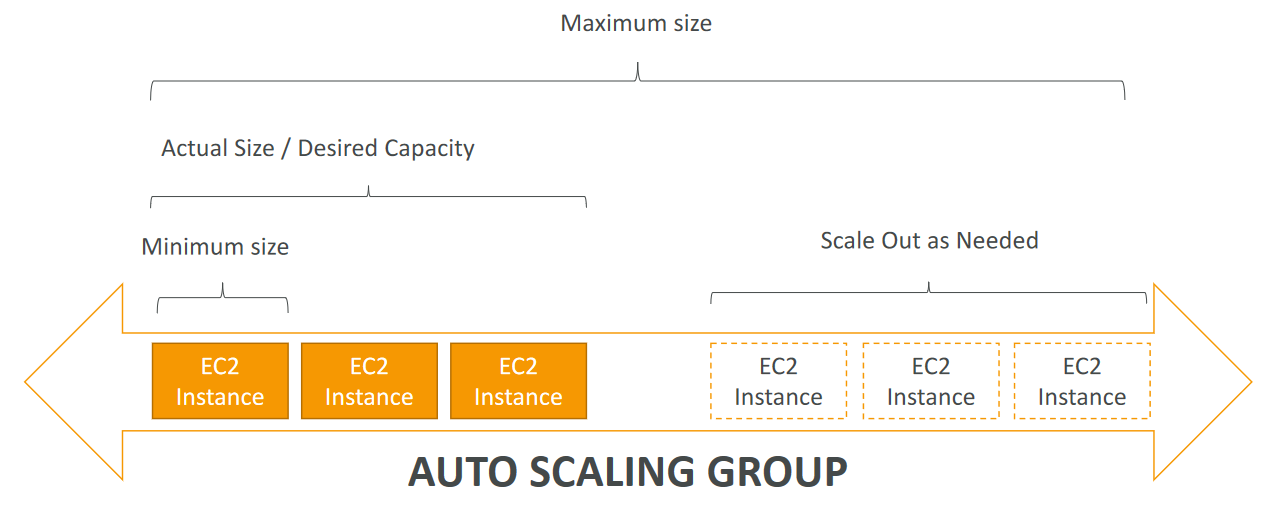 Maximum size
Actual Size / Desired Capacity
Minimum size
Scale Out as Needed
EC2
Instance
EC2
Instance
EC2
Instance
EC2
Instance
EC2
Instance
EC2
Instance
AUTO SCALING GROUP